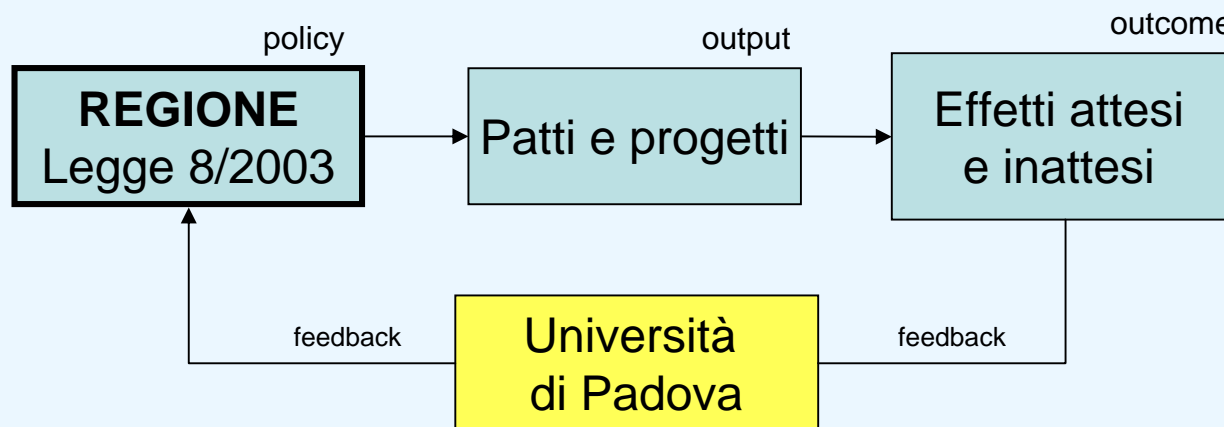 policy
output
outcome
REGIONE
Legge 8/2003
Patti e progetti
Effetti attesi
e inattesi
feedback
Università
di Padova
feedback